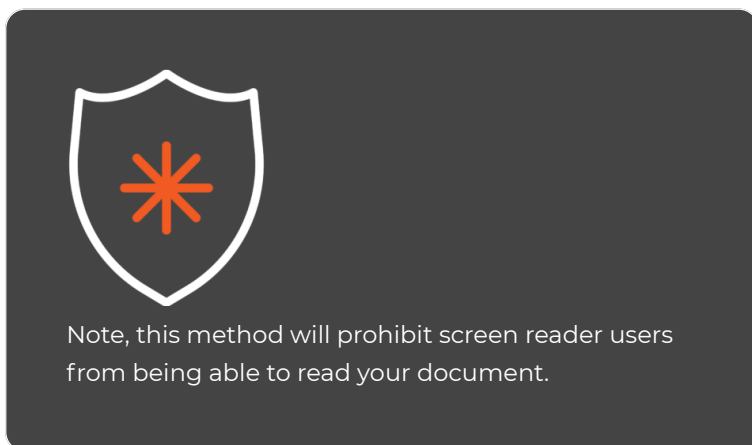 Note, this method will prohibit screen reader users
from being able to read your document.